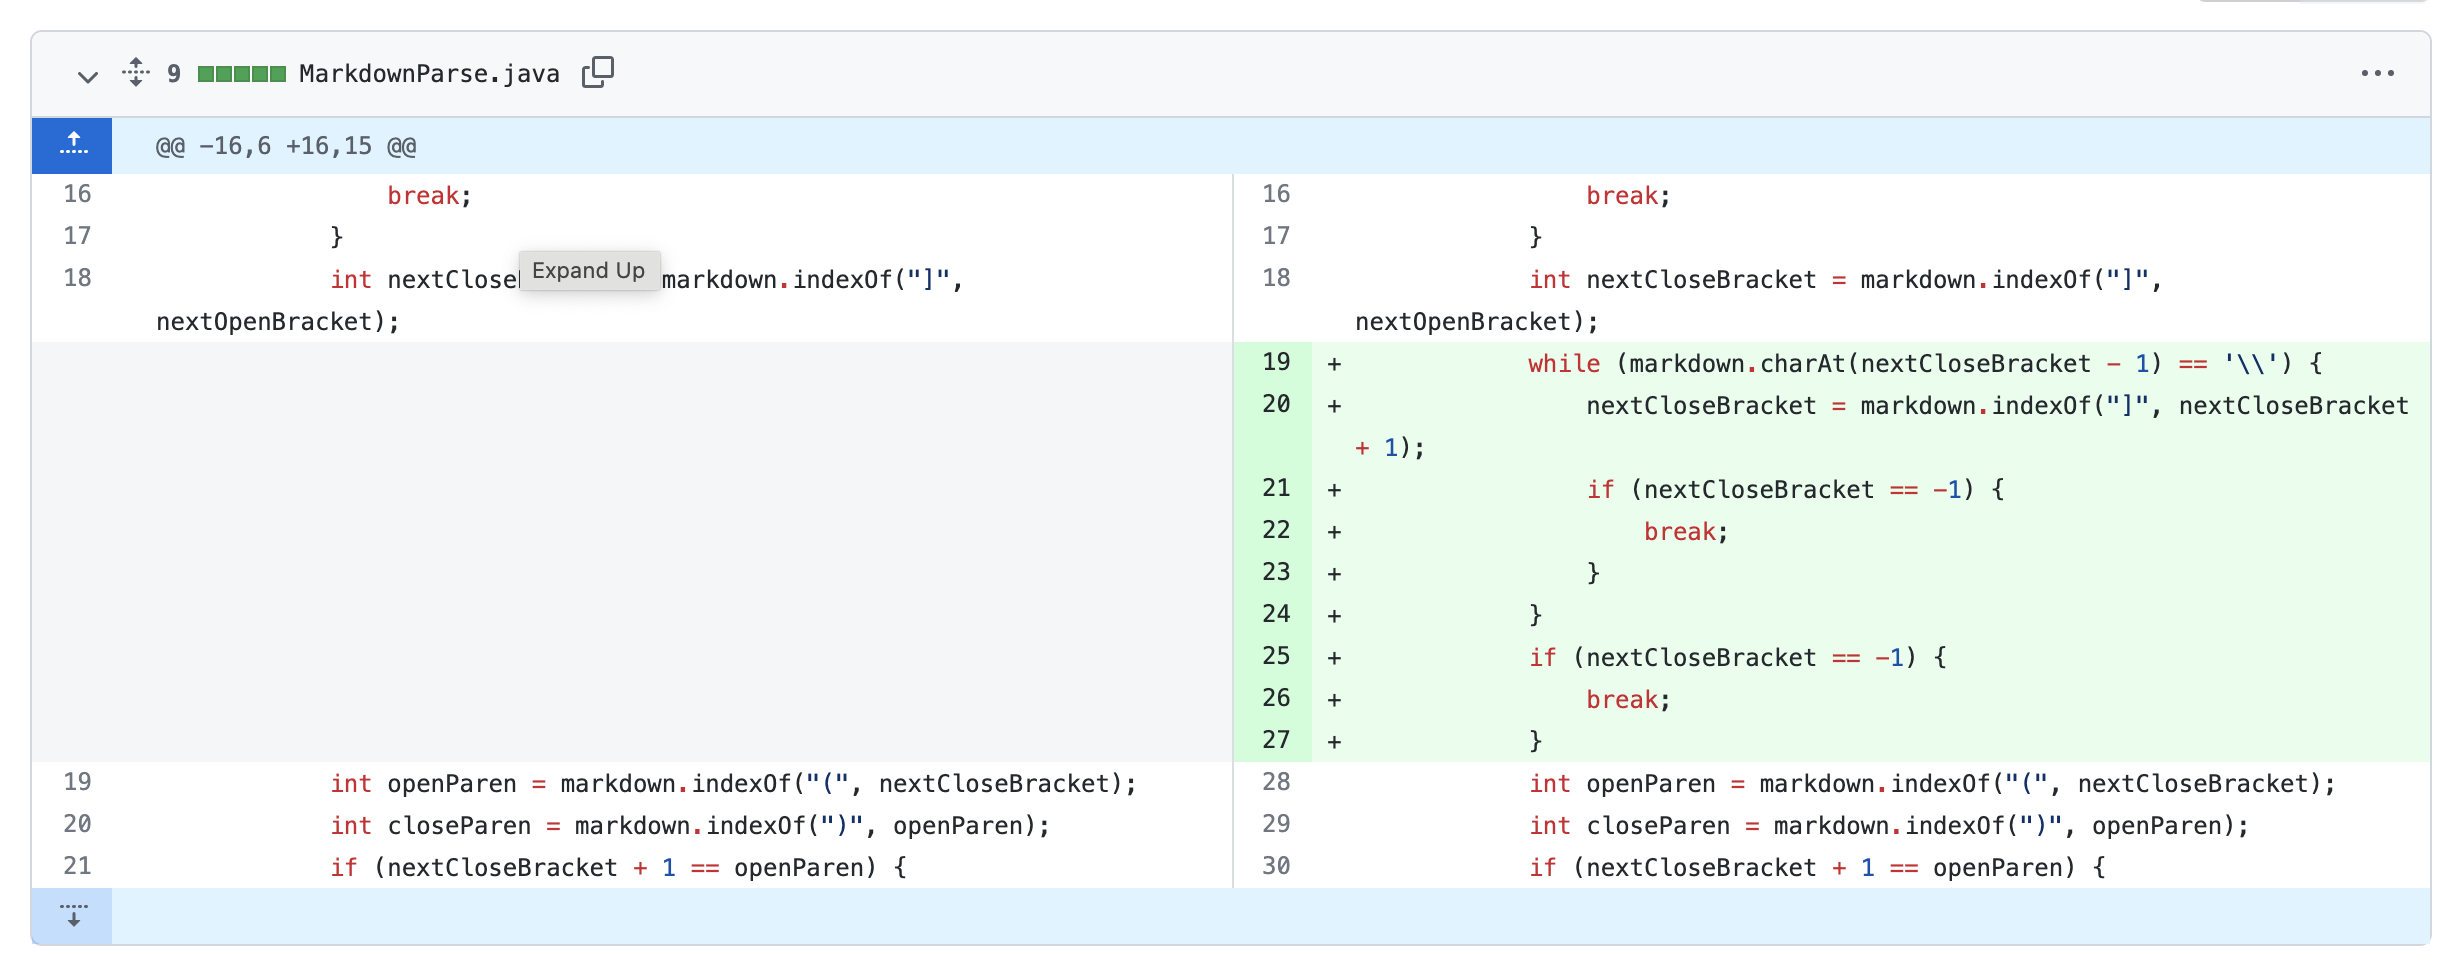 9 MarkdownParse.java
@@ -16,6 +16,15 @@
16 break;
17 }
Expand Up
18 int nextClose markdown.indexOf("]",
nextOpenBracket);
19 int openParen = markdown.indexOf("(", nextCloseBracket);
20 int closeParen = markdown.indexOf(")", openParen);
21 if (nextCloseBracket + 1 == openParen) {
16 break;
17 }
18 int nextCloseBracket = markdown.indexOf("]",
nextOpenBracket);
19 + while (markdown.charAt(nextCloseBracket - 1) == '\\') {
20 + nextCloseBracket = markdown.indexOf("]", nextCloseBracket
+ 1);
21 + if (nextCloseBracket == -1) {
22 + break;
23 + }
24 + }
25 + if (nextCloseBracket == -1) {
26 + break;
27 + }
28 int openParen = markdown.indexOf("(", nextCloseBracket);
29 int closeParen = markdown.indexOf(")", openParen);
30 if (nextCloseBracket + 1 == openParen) {